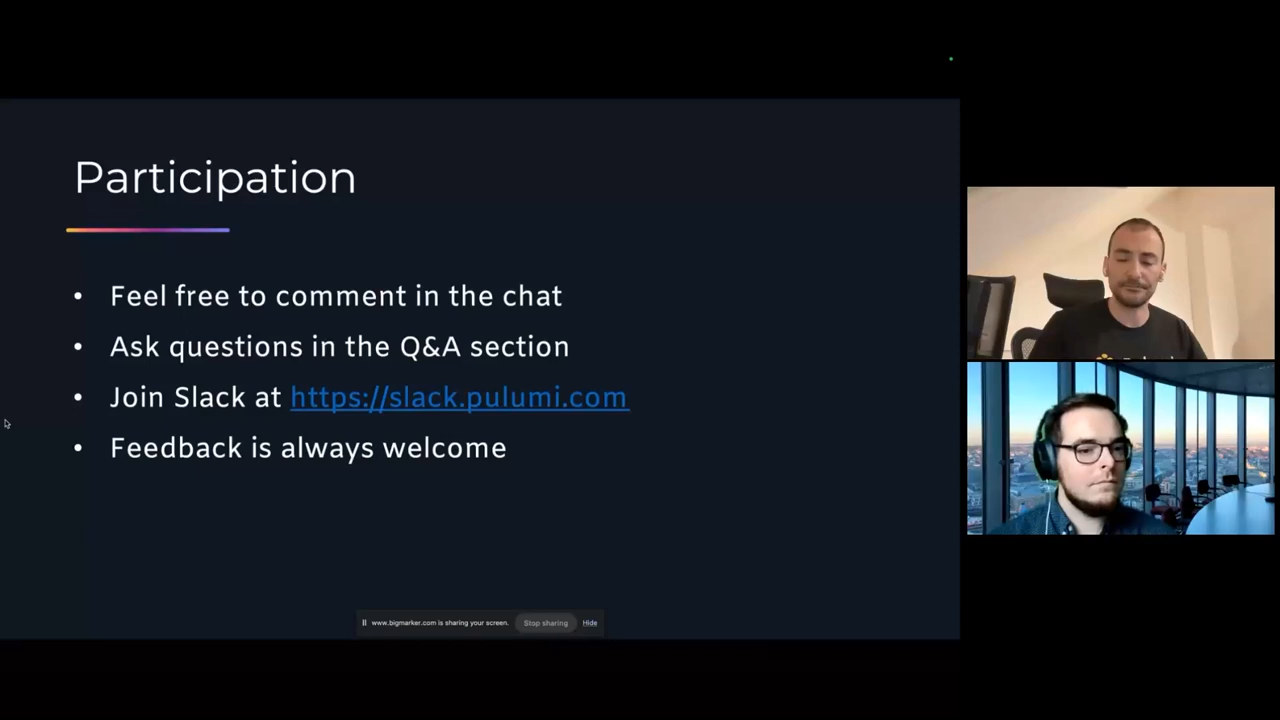 Participation
• Feel free to comment in the chat
• Ask questions in the Q&A section
• Join Slack at https://slack.pulumi.com
• Feedback is always welcome
www.bigmarker.com is sharing your screen. Stop sharing Hide